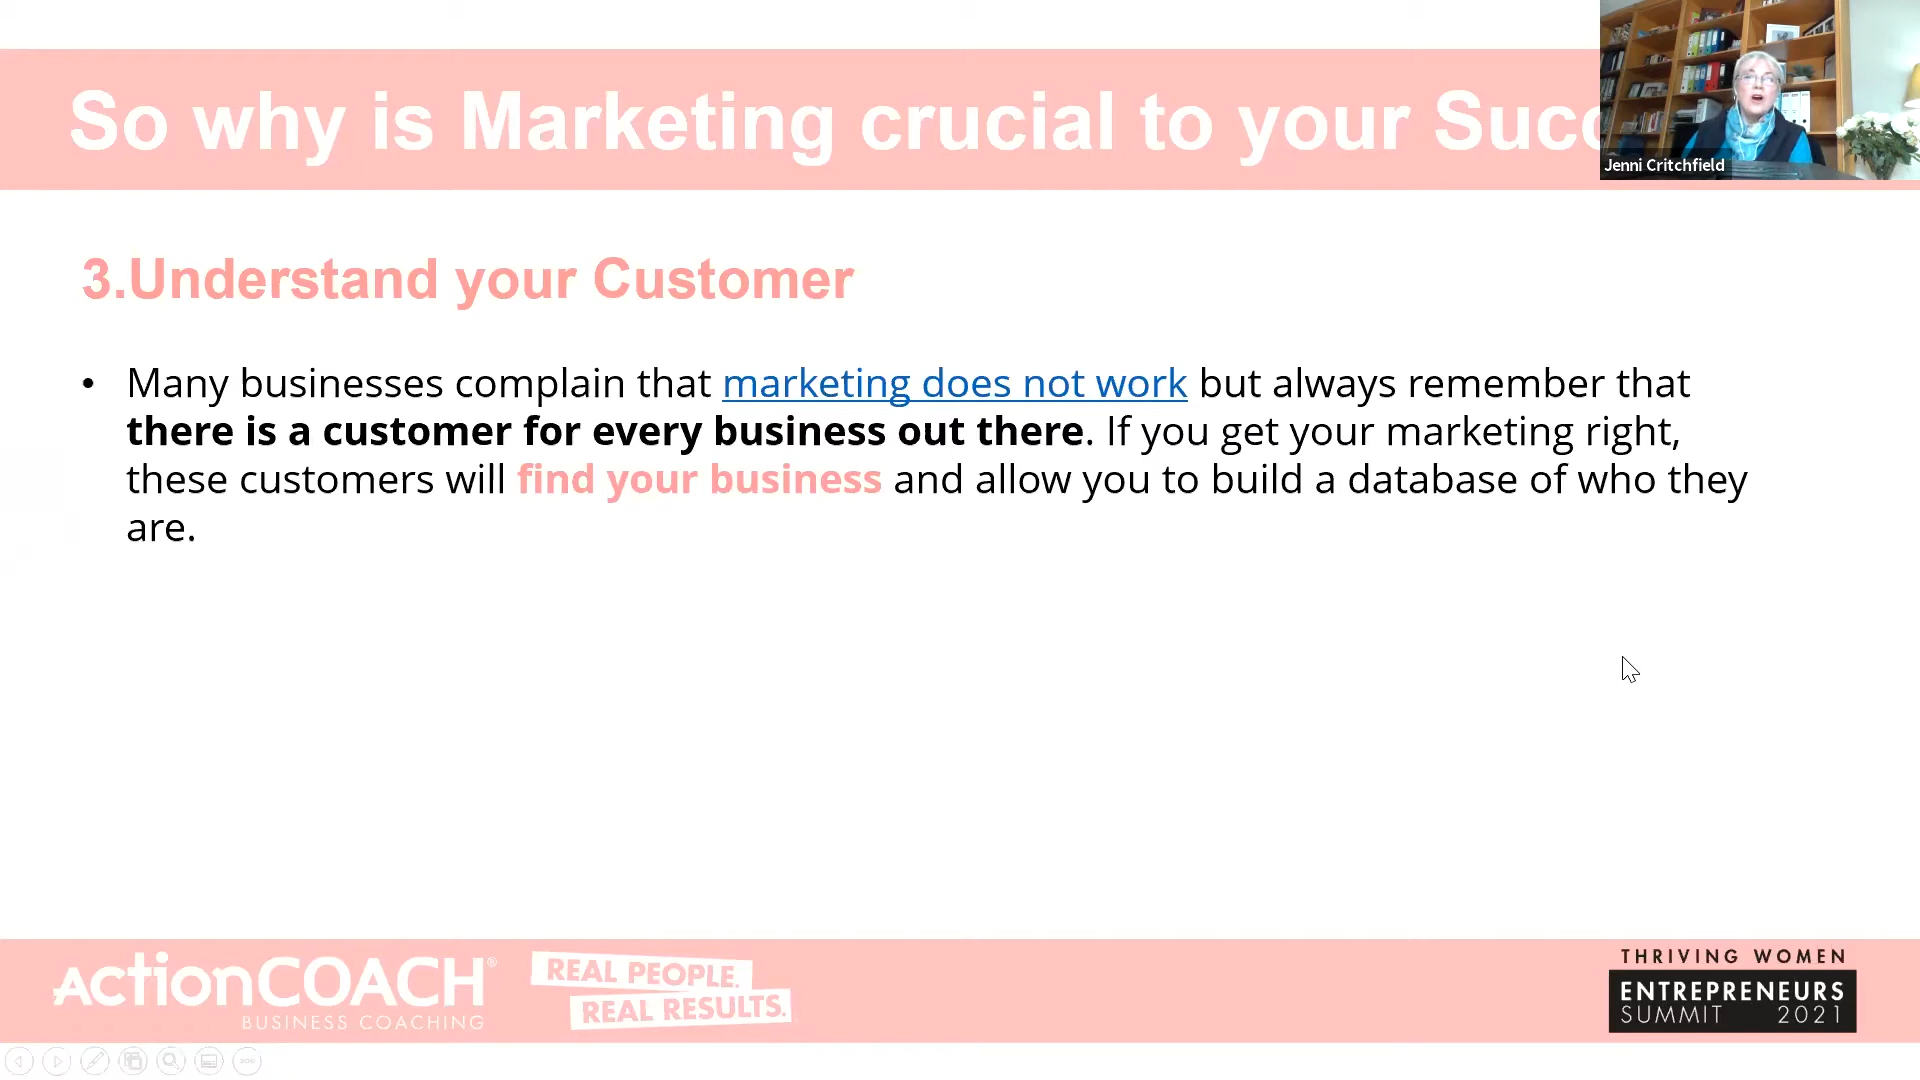 So why is Marketing crucial to your Succ
Jenni Critchfield
3.Understand your Customer
• Many businesses complain that marketing does not work but always remember that
there is a customer for every business out there. If you get your marketing right,
these customers will find your business and allow you to build a database of who they
are.
ActionCOACH®
BUSINESS COACHING
REAL PEOPLE.
REAL RESULTS.
THRIVING WOMEN
ENTREPRENEURS
SUMMIT 2021